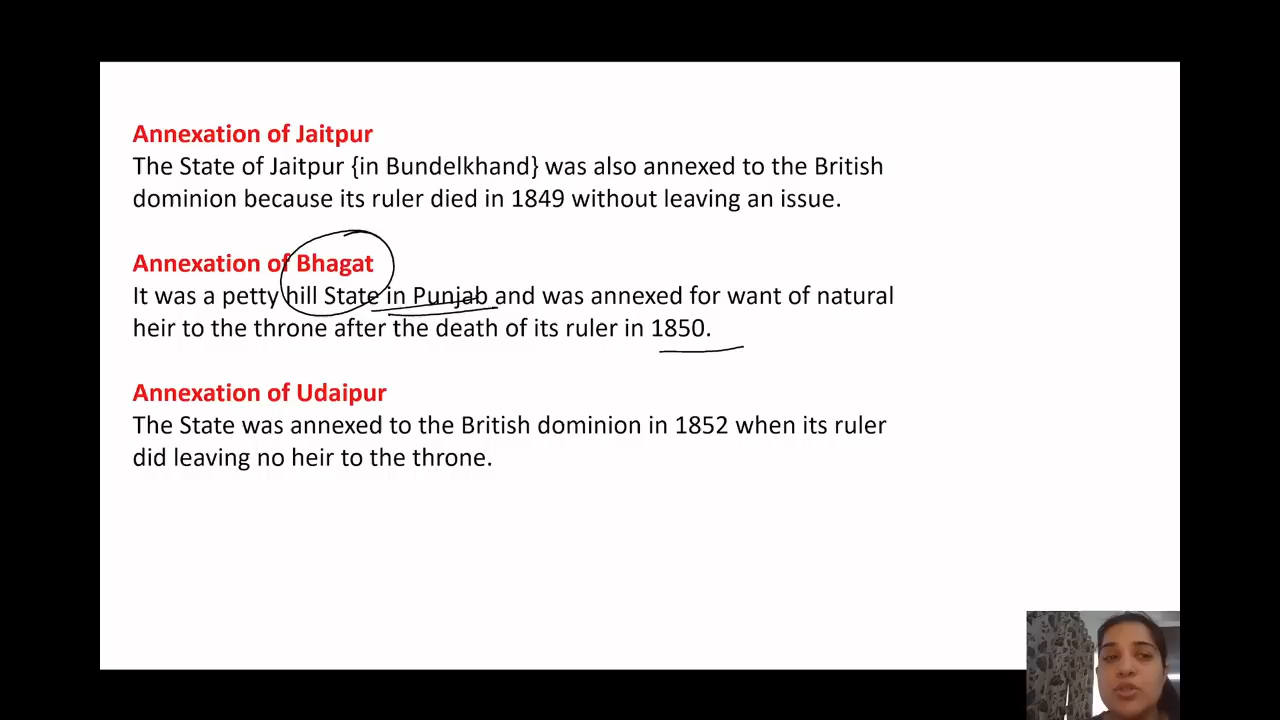 Annexation of Jaitpur
The State of Jaitpur {in Bundelkhand} was also annexed to the British
dominion because its ruler died in 1849 without leaving an issue.
Annexation of Bhagat
It was a petty hill State in Punjab and was annexed for want of natural
heir to the throne after the death of its ruler in 1850.
Annexation of Udaipur
The State was annexed to the British dominion in 1852 when its ruler
did leaving no heir to the throne.